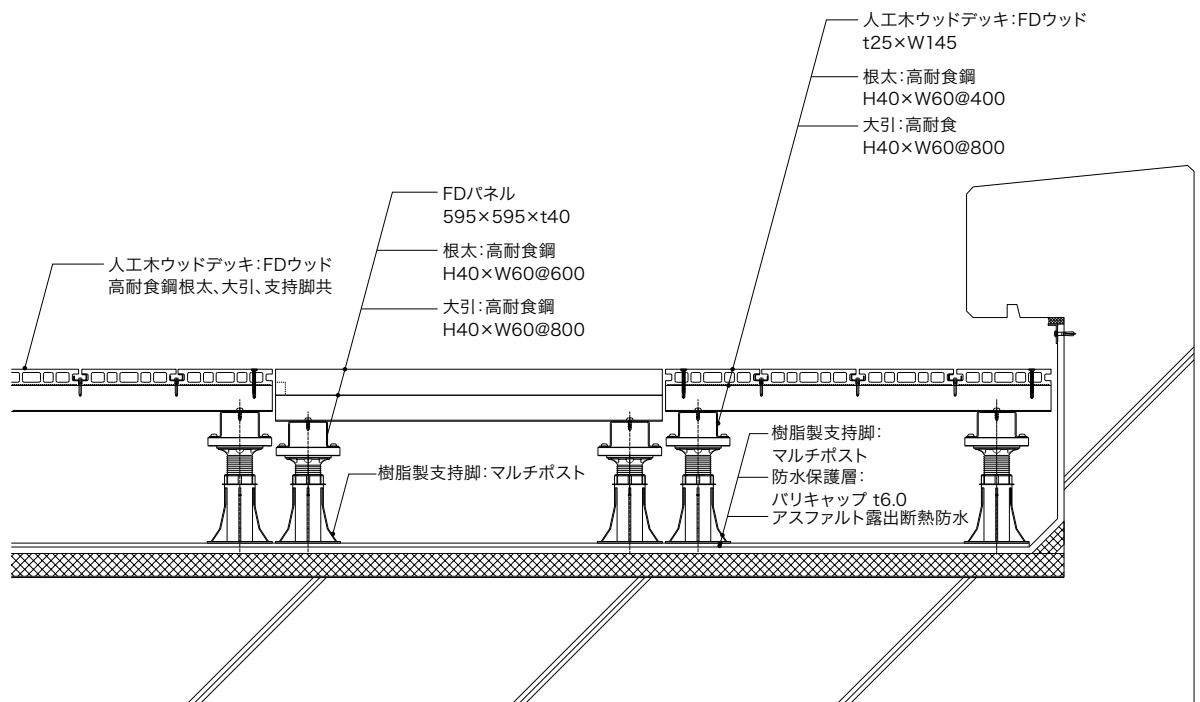 人工木ウッドデッキ:FDウッド
t25×W145
根太:高耐食鋼
H40×W60@400
大引:高耐食
H40×W60@800
FDパネル
595×595×t40
根太:高耐食鋼
H40×W60@600
大引:高耐食鋼
H40×W60@800
人工木ウッドデッキ:FDウッド
高耐食鋼根太、大引、支持脚共
樹脂製支持脚:マルチポスト
樹脂製支持脚:
マルチポスト
防水保護層:
バリキャップ t6.0
アスファルト露出断熱防水